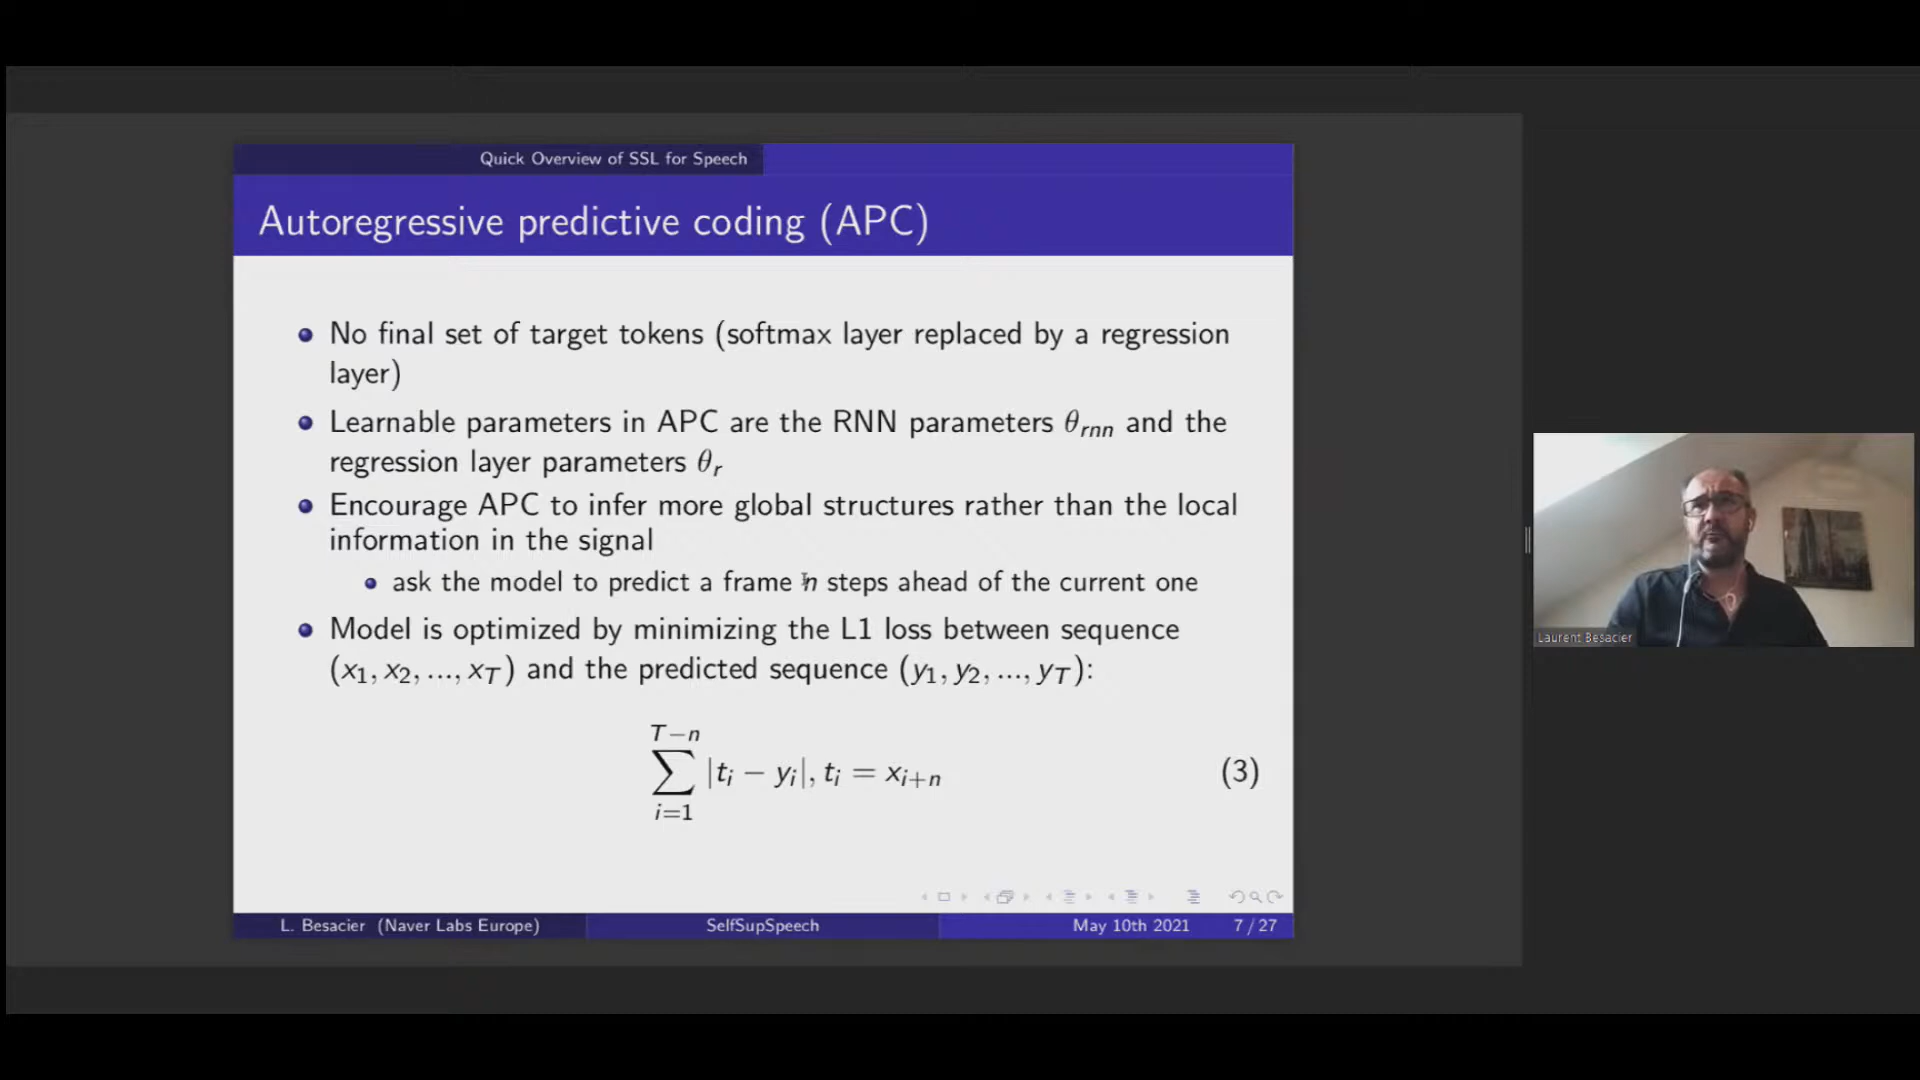 Quick Overview of SSL for Speech
Autoregressive predictive coding (APC)
No final set of target tokens (softmax layer replaced by a regression
layer)
Learnable parameters in APC are the RNN parameters θ_rnn and the
regression layer parameters θ_r
Encourage APC to infer more global structures rather than the local
information in the signal
ask the model to predict a frame n steps ahead of the current one
Model is optimized by minimizing the L1 loss between sequence
(x₁, x₂, ..., x_T) and the predicted sequence (y₁, y₂, ..., y_T):
∑_{i=1}^{T−n} |t_i − y_i|, t_i = x_{i+n} (3)
L. Besacier (Naver Labs Europe) SelfSupSpeech May 10th 2021 7 / 27
Laurent Besacier